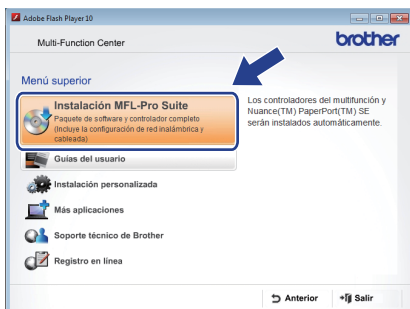 Adobe Flash Player 10
Multi-Function Center
brother
Menú superior
Instalación MFL-Pro Suite
Paquete de software y controlador completo
(Incluye la configuración de red inalámbrica y
cableada)
Los controladores del multifunción y
Nuance(TM) PaperPort(TM) SE
serán instalados automáticamente.
Guías del usuario
Instalación personalizada
Más aplicaciones
Soporte técnico de Brother
Registro en línea
Anterior
Salir